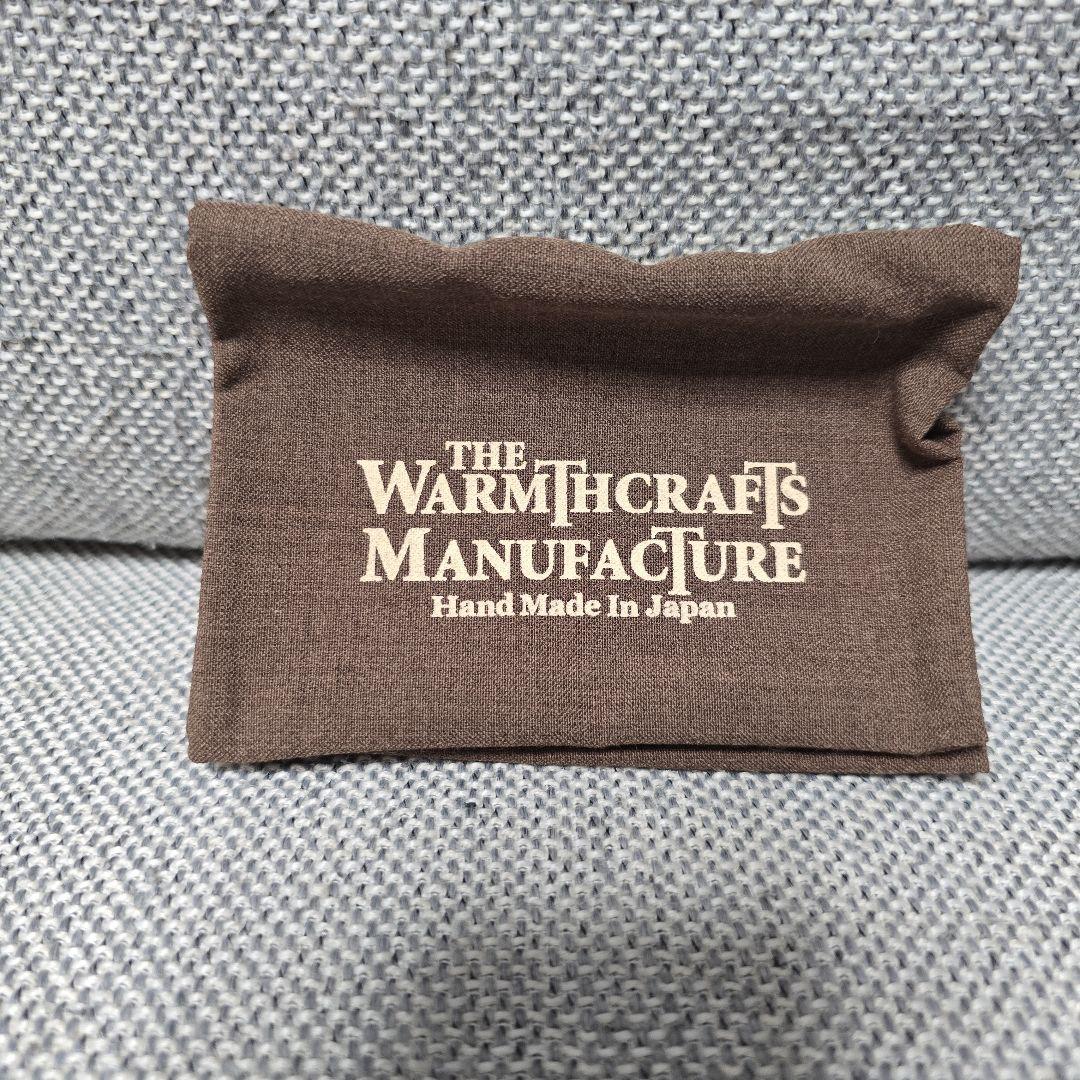 THE
WARMTHCRAFTS
MANUFACTURE
Hand Made In Japan